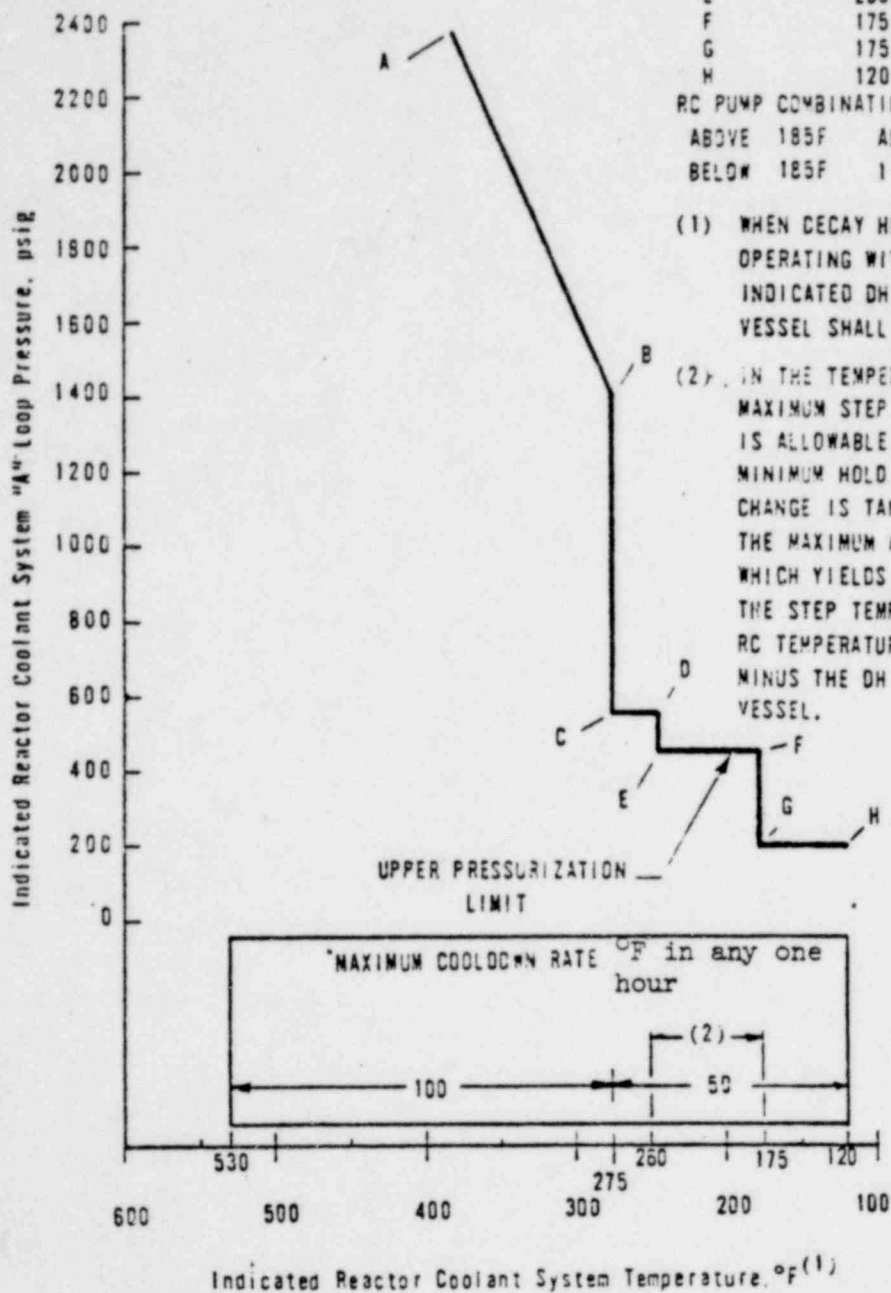 F 175
G 175
H 120
RC PUMP COMBINATI
ABOVE 185F A
BELOW 185F 1
(1) WHEN DECAY H
OPERATING WIT
INDICATED DH
VESSEL SHALL
(2). IN THE TEMPE
MAXIMUM STEP
IS ALLOWABLE
MINIMUM HOLD
CHANGE IS TA
THE MAXIMUM A
WHICH YIELDS
THE STEP TEMP
RC TEMPERATUR
MINUS THE DH
VESSEL.
Indicated Reactor Coolant System "A" Loop Pressure, psig
2400
2200
2000
1800
1600
1400
1200
1000
800
600
400
200
0
A
B
C
D
E
F
G
H
UPPER PRESSURIZATION
LIMIT
MAXIMUM COOLDOWN RATE °F in any one
hour
(2)
100 50
530 275 260 175 120
600 500 400 300 200 100
Indicated Reactor Coolant System Temperature, °F(1)